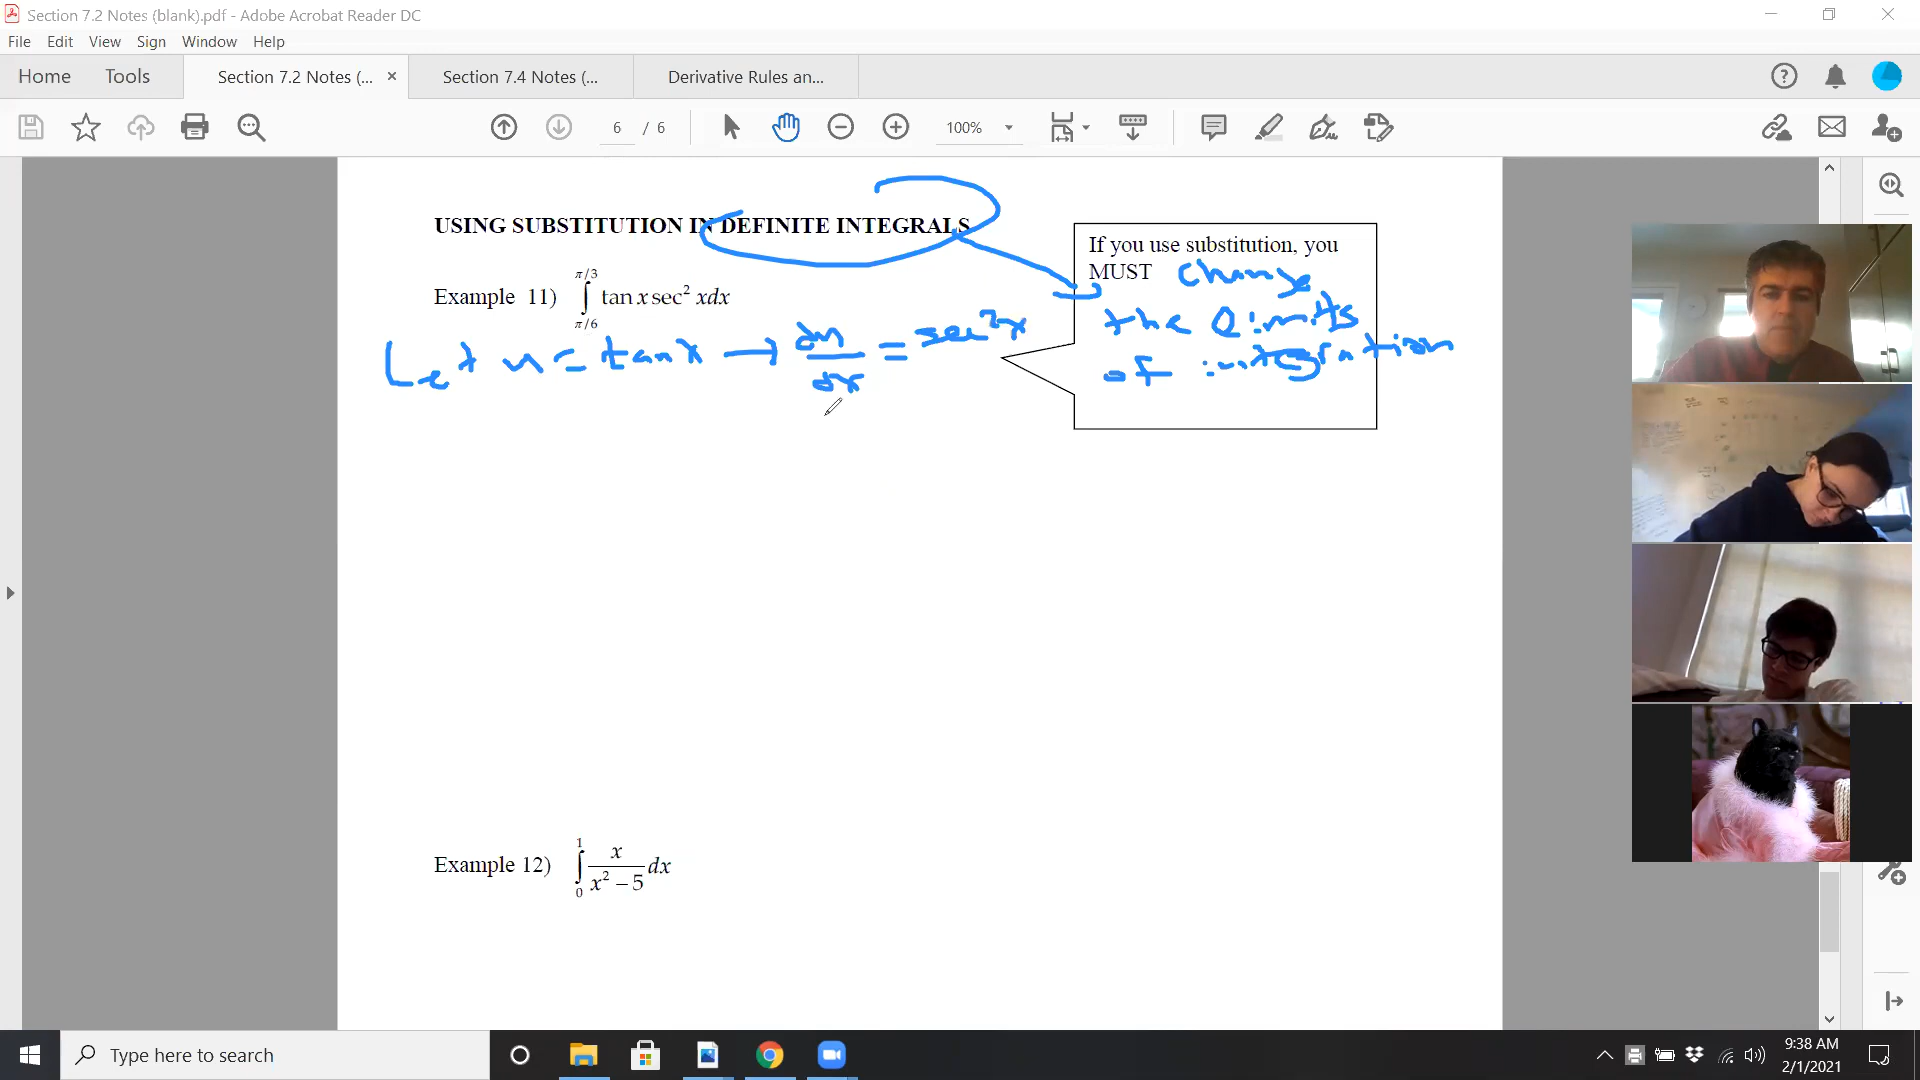 Section 7.2 Notes (blank).pdf - Adobe Acrobat Reader DC
File Edit View Sign Window Help
Home Tools Section 7.2 Notes (... × Section 7.4 Notes (... Derivative Rules an...
6 / 6 100%
USING SUBSTITUTION IN DEFINITE INTEGRALS
If you use substitution, you
MUST change
the limits
of integration
Example 11) ∫_{π/6}^{π/3} tan x sec² x dx
Let u = tan x → du/dx = sec² x
Example 12) ∫_0^1 x/(x² – 5) dx
Type here to search
9:38 AM
2/1/2021